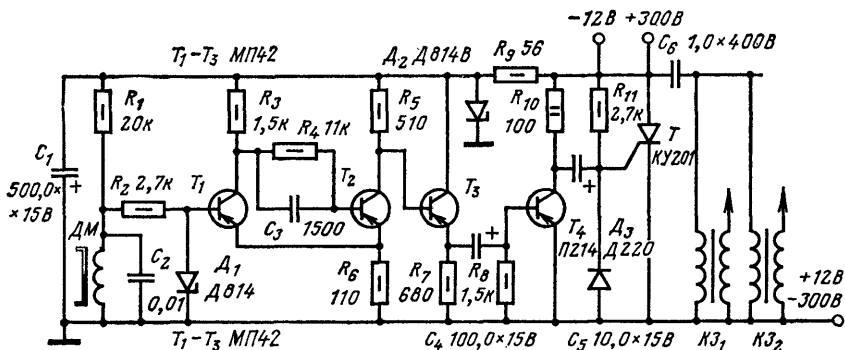 -12В +300В
T₁-T₃ МП42
Д₂ Д814В
R₉ 56
C₆ 1,0×400В
R₁
20к
R₃
1,5к
R₄ 11к
R₅
510
R₁₀
100
R₁₁
2,7к
T
КУ201
C₁
500,0×
×15В
+
R₂ 2,7к
T₁
T₂
T₃
+
+
C₃ 1500
T₄
П214
Д₃
Д220
ДМ
C₂
0,01
Д₁
Д814
R₆
110
R₇
680
R₈
1,5к
+12В
-300В
T₁-T₃ МП42
C₄ 100,0×15В
C₅ 10,0×15В
КЗ₁
КЗ₂